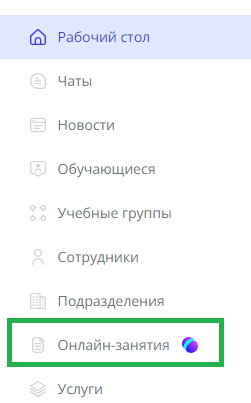 Рабочий стол
Чаты
Новости
Обучающиеся
Учебные группы
Сотрудники
Подразделения
Онлайн-занятия
Услуги